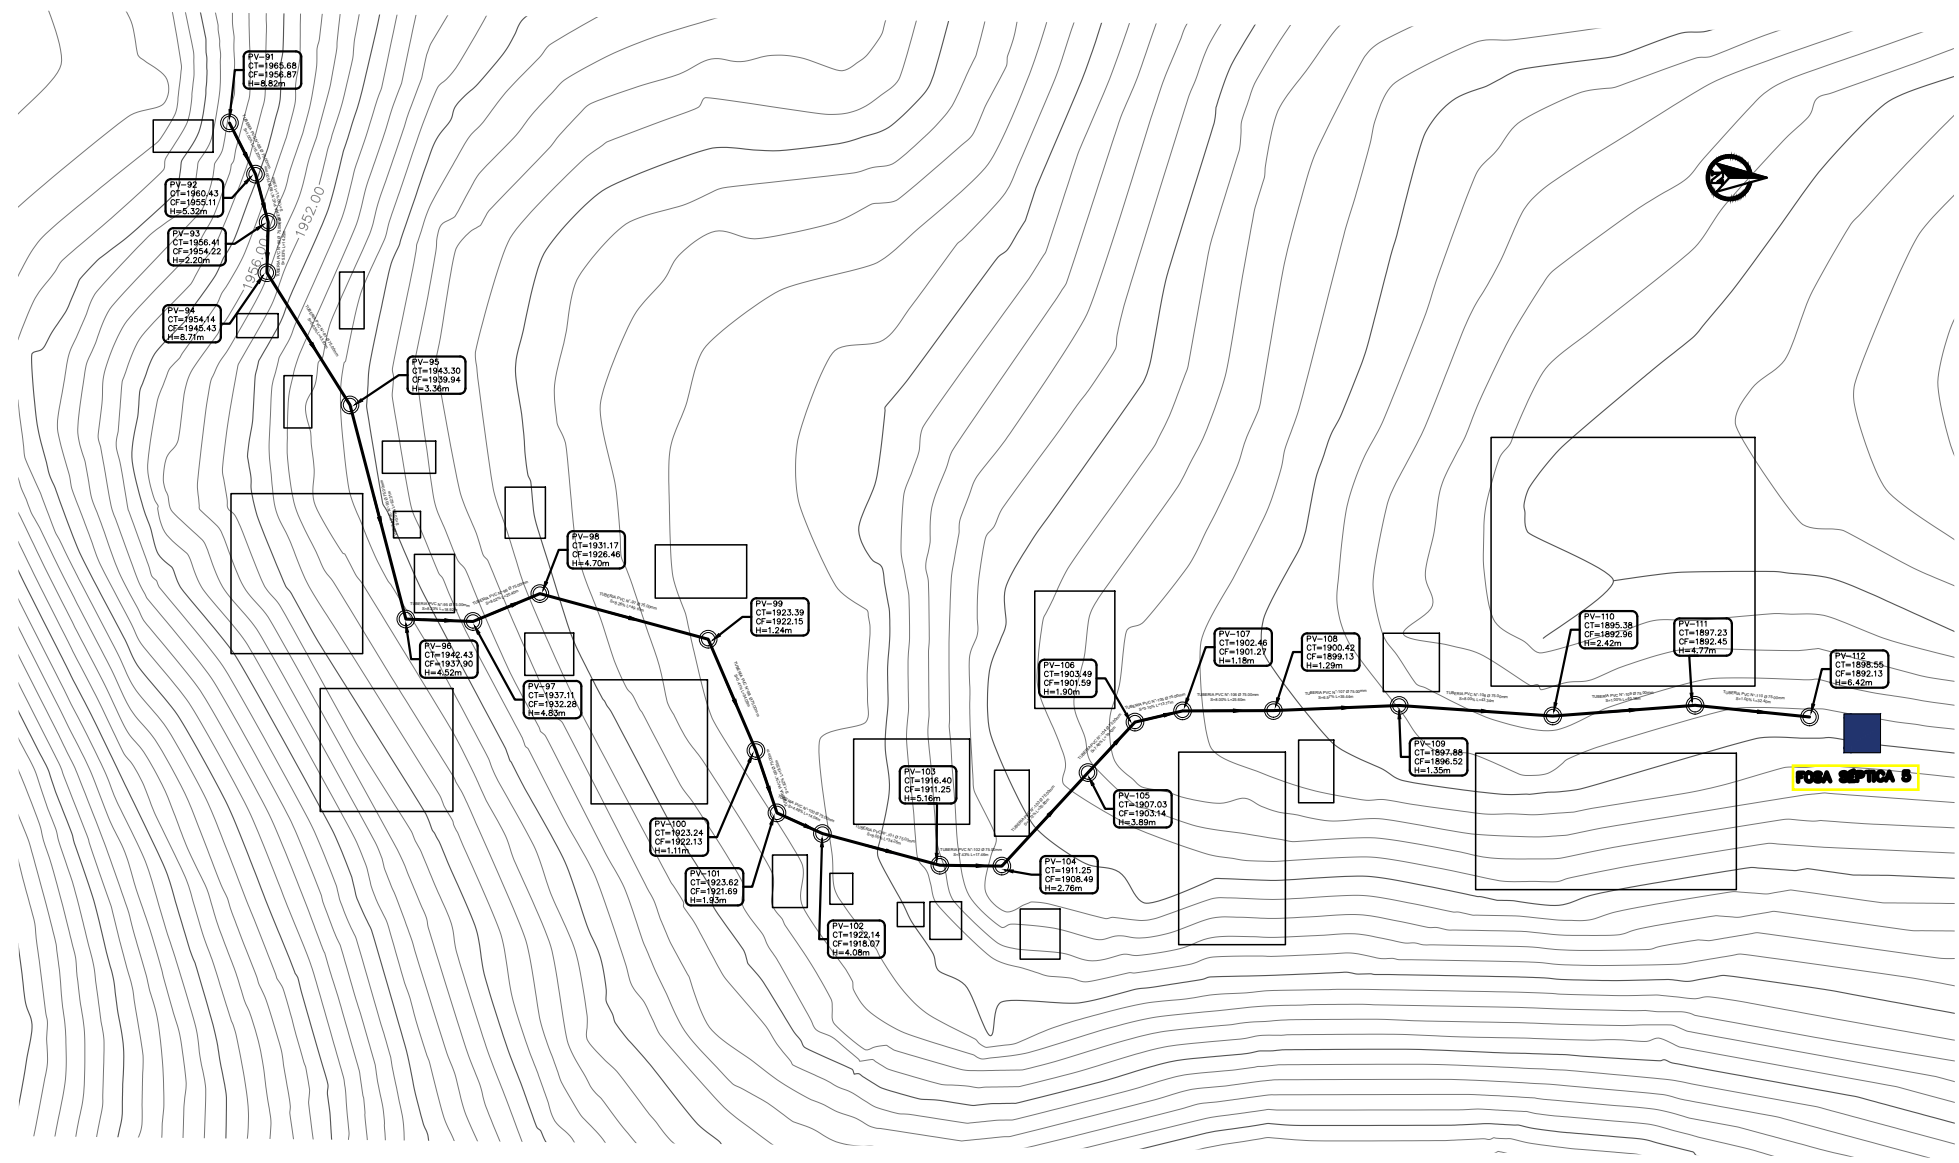 PV-91
CT=1965.68
CF=1956.87
H=8.82m
PV-92
CT=1960.43
CF=1955.11
H=5.32m
PV-93
CT=1956.41
CF=1954.22
H=2.20m
1952.00
1956.00
PV-94
CT=1954.14
CF=1945.43
H=8.71m
PV-95
CT=1943.30
CF=1939.94
H=3.36m
PV-96
CT=1942.43
CF=1937.90
H=4.52m
PV-97
CT=1937.11
CF=1932.28
H=4.83m
PV-98
CT=1931.17
CF=1926.46
H=4.70m
PV-99
CT=1923.39
CF=1922.15
H=1.24m
PV-100
CT=1923.24
CF=1922.13
H=1.11m
PV-101
CT=1923.62
CF=1921.69
H=1.93m
PV-102
CT=1922.14
CF=1918.07
H=4.08m
PV-103
CT=1916.40
CF=1911.25
H=5.16m
PV-104
CT=1911.25
CF=1908.49
H=2.76m
PV-105
CT=1907.03
CF=1903.14
H=3.89m
PV-106
CT=1903.49
CF=1901.59
H=1.90m
PV-107
CT=1902.46
CF=1901.27
H=1.18m
PV-108
CT=1900.42
CF=1899.13
H=1.29m
PV-109
CT=1897.88
CF=1896.52
H=1.35m
PV-110
CT=1895.38
CF=1892.96
H=2.42m
PV-111
CT=1897.23
CF=1892.45
H=4.77m
PV-112
CT=1898.55
CF=1892.13
H=6.42m
FOSA SÉPTICA 5